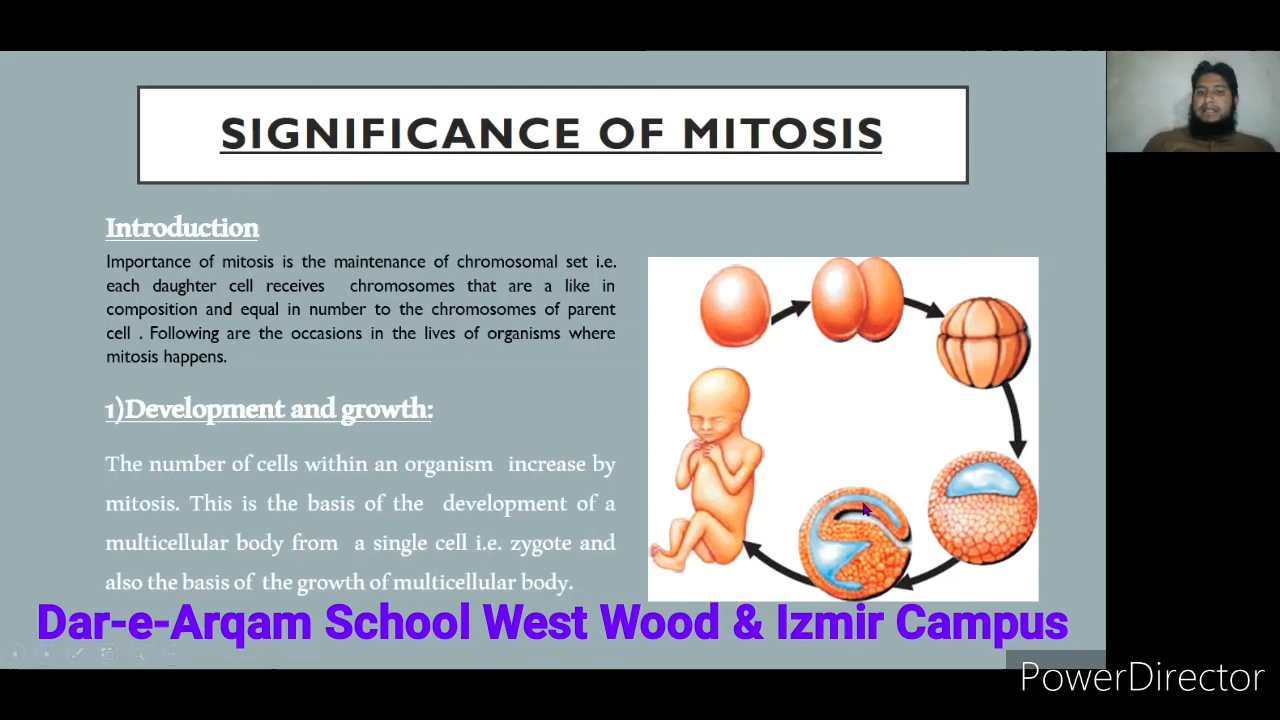 SIGNIFICANCE OF MITOSIS
Introduction
Importance of mitosis is the maintenance of chromosomal set i.e.
each daughter cell receives chromosomes that are a like in
composition and equal in number to the chromosomes of parent
cell . Following are the occasions in the lives of organisms where
mitosis happens.
1)Development and growth:
The number of cells within an organism increase by
mitosis. This is the basis of the development of a
multicellular body from a single cell i.e. zygote and
also the basis of the growth of multicellular body.
Dar-e-Arqam School West Wood & Izmir Campus
PowerDirector